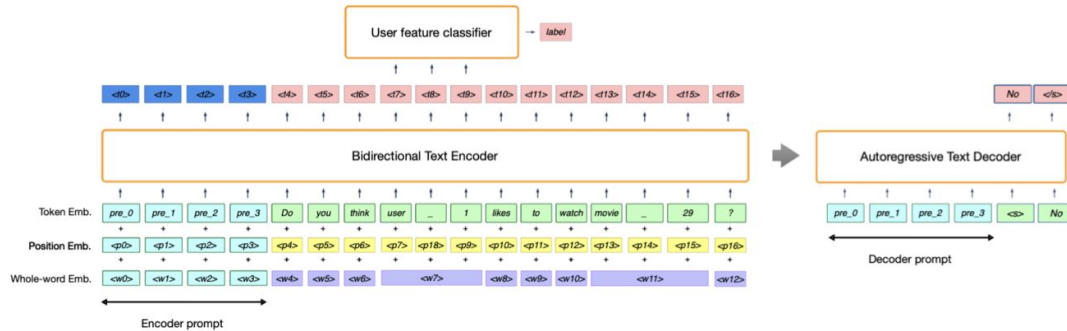 User feature classifier label
<t0> <t1> <t2> <t3> <t4> <t5> <t6> <t7> <t8> <t9> <t10> <t11> <t12> <t13> <t14> <t15> <t16> No </s>
Bidirectional Text Encoder Autoregressive Text Decoder
Token Emb. pre_0 pre_1 pre_2 pre_3 Do you think user _ 1 likes to watch movie _ 29 ? pre_0 pre_1 pre_2 pre_3 <s> No
+ + + + + + + + + + + + + + + + +
Position Emb. <p0> <p1> <p2> <p3> <p4> <p5> <p6> <p7> <p18> <p9> <p10> <p11> <p12> <p13> <p14> <p15> <p16>
+ + + + + + + + + + + + + + + + +
Whole-word Emb. <w0> <w1> <w2> <w3> <w4> <w5> <w6> <w7> <w8> <w9> <w10> <w11> <w12>
Decoder prompt
Encoder prompt